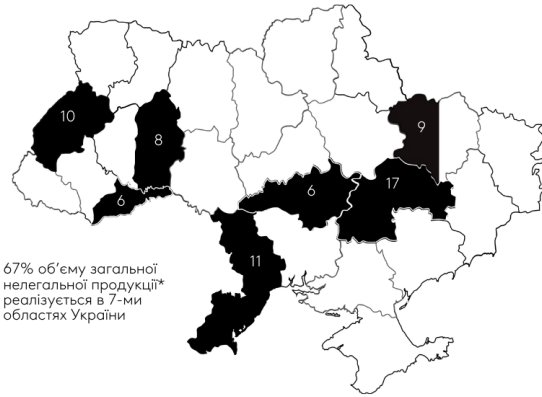 10
8
9
6
6
17
11
67% об'єму загальної
нелегальної продукції*
реалізується в 7-ми
областях України